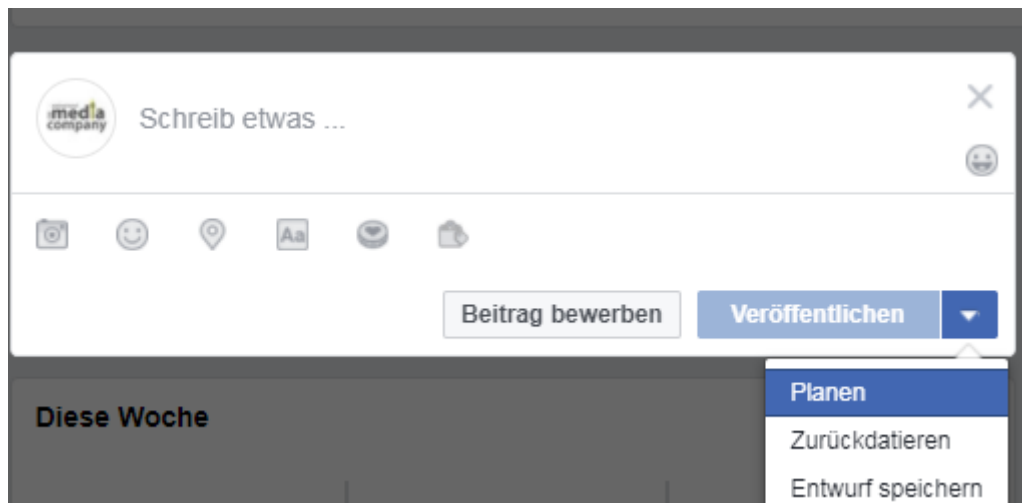 media
company
Schreib etwas ...
Aa
Beitrag bewerben
Veröffentlichen
Planen
Diese Woche
Zurückdatieren
Entwurf speichern